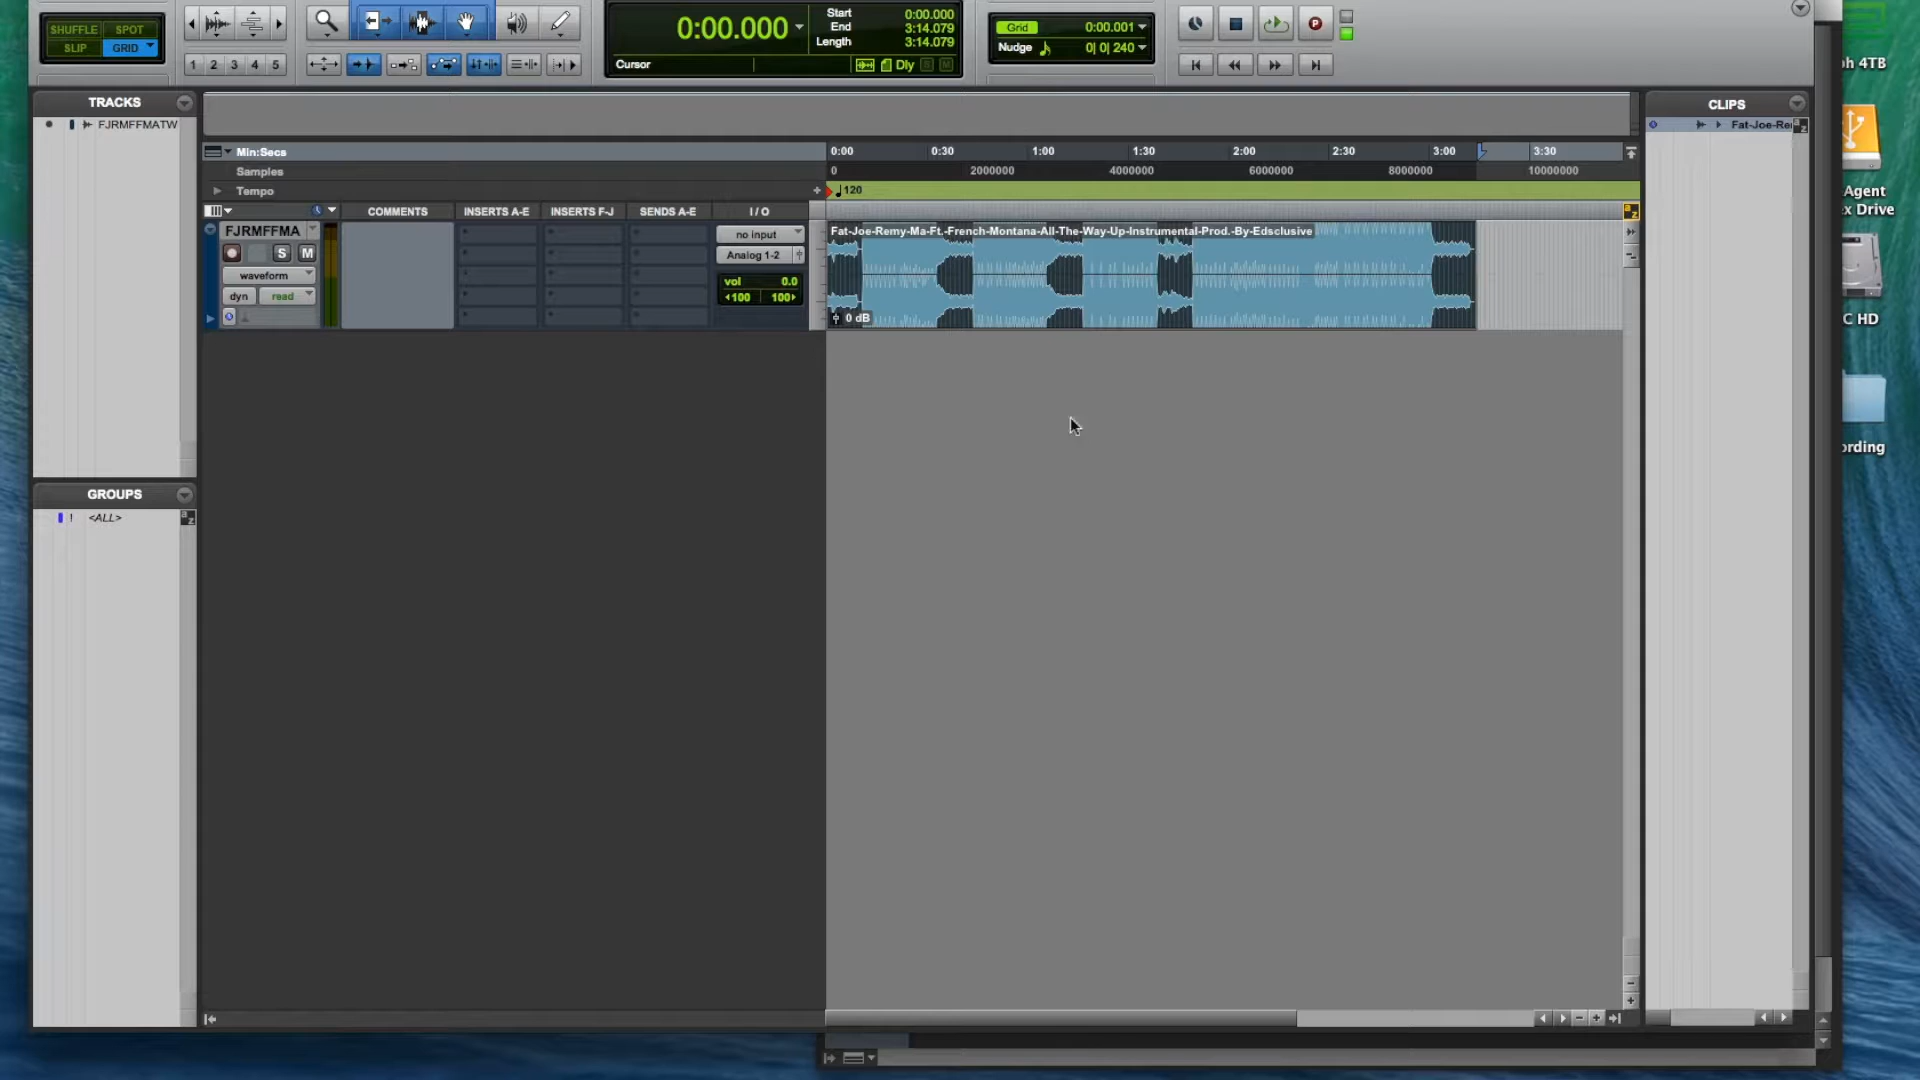 SHUFFLE SPOT
SLIP GRID
1 2 3 4 5
0:00.000
Start 0:00.000
End 3:14.079
Length 3:14.079
Cursor
Dly S M
Grid 0:00.001
Nudge 0| 0| 240
P
TRACKS
FJRMFFMATW
GROUPS
! <ALL>
Min:Secs
Samples
Tempo
0:00 0:30 1:00 1:30 2:00 2:30 3:00 3:30
0 2000000 4000000 6000000 8000000 10000000
120
COMMENTS INSERTS A-E INSERTS F-J SENDS A-E I / O
FJRMFFMA
S M
waveform
dyn read
no input
Analog 1-2
vol 0.0
100 100
Fat-Joe-Remy-Ma-Ft.-French-Montana-All-The-Way-Up-Instrumental-Prod.-By-Edsclusive
0 dB
CLIPS
Fat-Joe-Re
ph 4TB
Agent
x Drive
C HD
ording